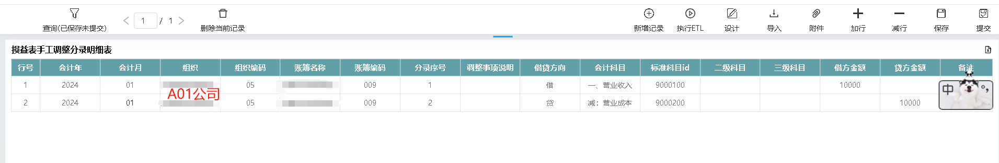 查询(已保存未提交)
1 / 1
删除当前记录
新增记录
执行ETL
设计
导入
附件
加行
减行
保存
提交
损益表手工调整分录明细表
行号 会计年 会计月 组织 组织编码 账簿名称 账簿编码 分录序号 调整事项说明 借贷方向 会计科目 标准科目id 二级科目 三级科目 借方金额 贷方金额 备注
1 2024 01 05 009 1 借 一、营业收入 9000100 10000
A01公司
2 2024 01 05 009 2 贷 减：营业成本 9000200 10000
中 °,